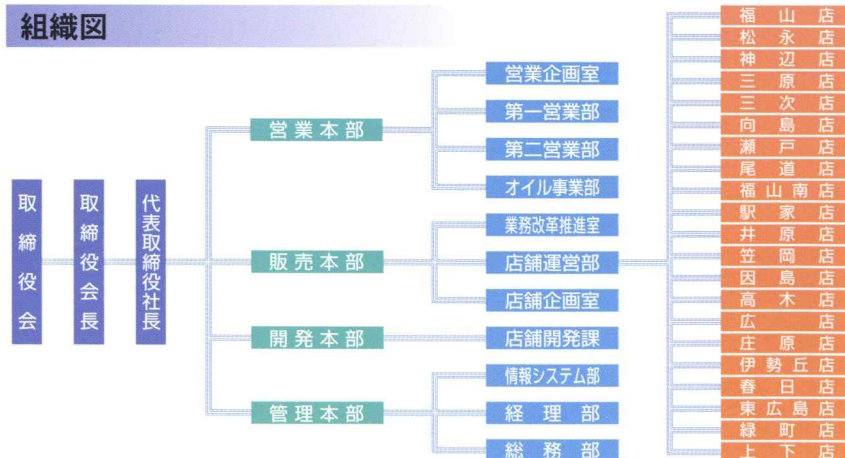 組織図
取締役会
取締役会長
代表取締役社長
営業本部
販売本部
開発本部
管理本部
営業企画室
第一営業部
第二営業部
オイル事業部
業務改革推進室
店舗運営部
店舗企画室
店舗開発課
情報システム部
経理部
総務部
福山店
松永店
神辺店
三原店
三次店
向島店
瀬戸店
尾道店
福山南店
駅家店
井原店
笠岡店
因島店
高木店
広店
庄原店
伊勢丘店
春日店
東広島店
緑町店
上下店